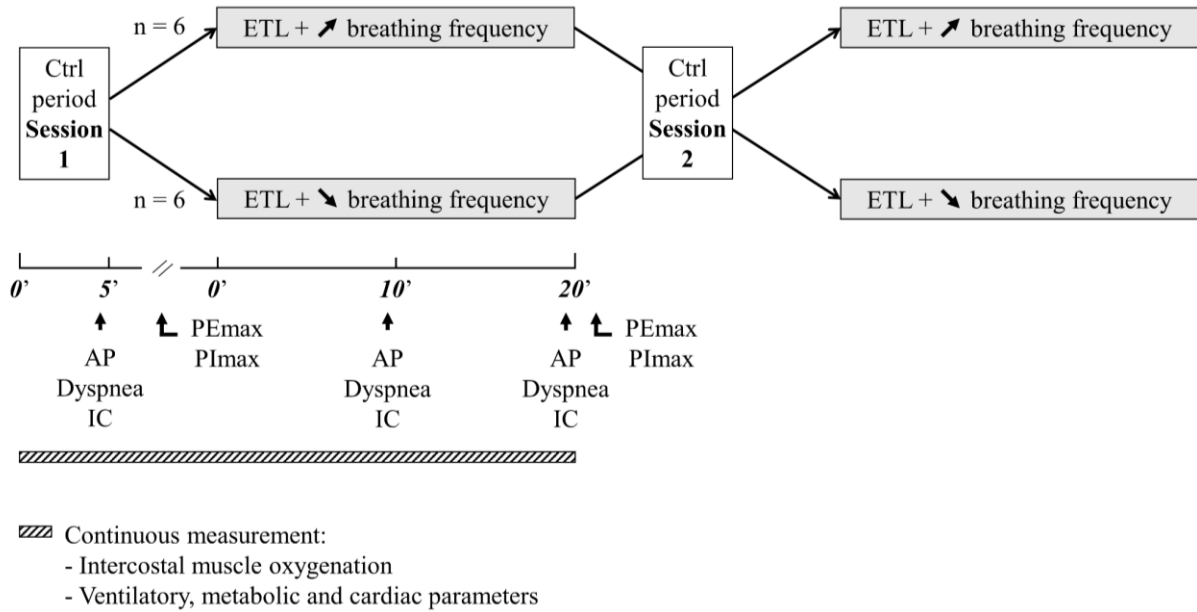 n = 6
ETL + ➚ breathing frequency
ETL + ➚ breathing frequency
Ctrl
period
Session
1
Ctrl
period
Session
2
n = 6
ETL + ➘ breathing frequency
ETL + ➘ breathing frequency
0’
5’
//
0’
10’
20’
PEmax
PImax
PEmax
PImax
AP
Dyspnea
IC
AP
Dyspnea
IC
AP
Dyspnea
IC
Continuous measurement:
- Intercostal muscle oxygenation
- Ventilatory, metabolic and cardiac parameters